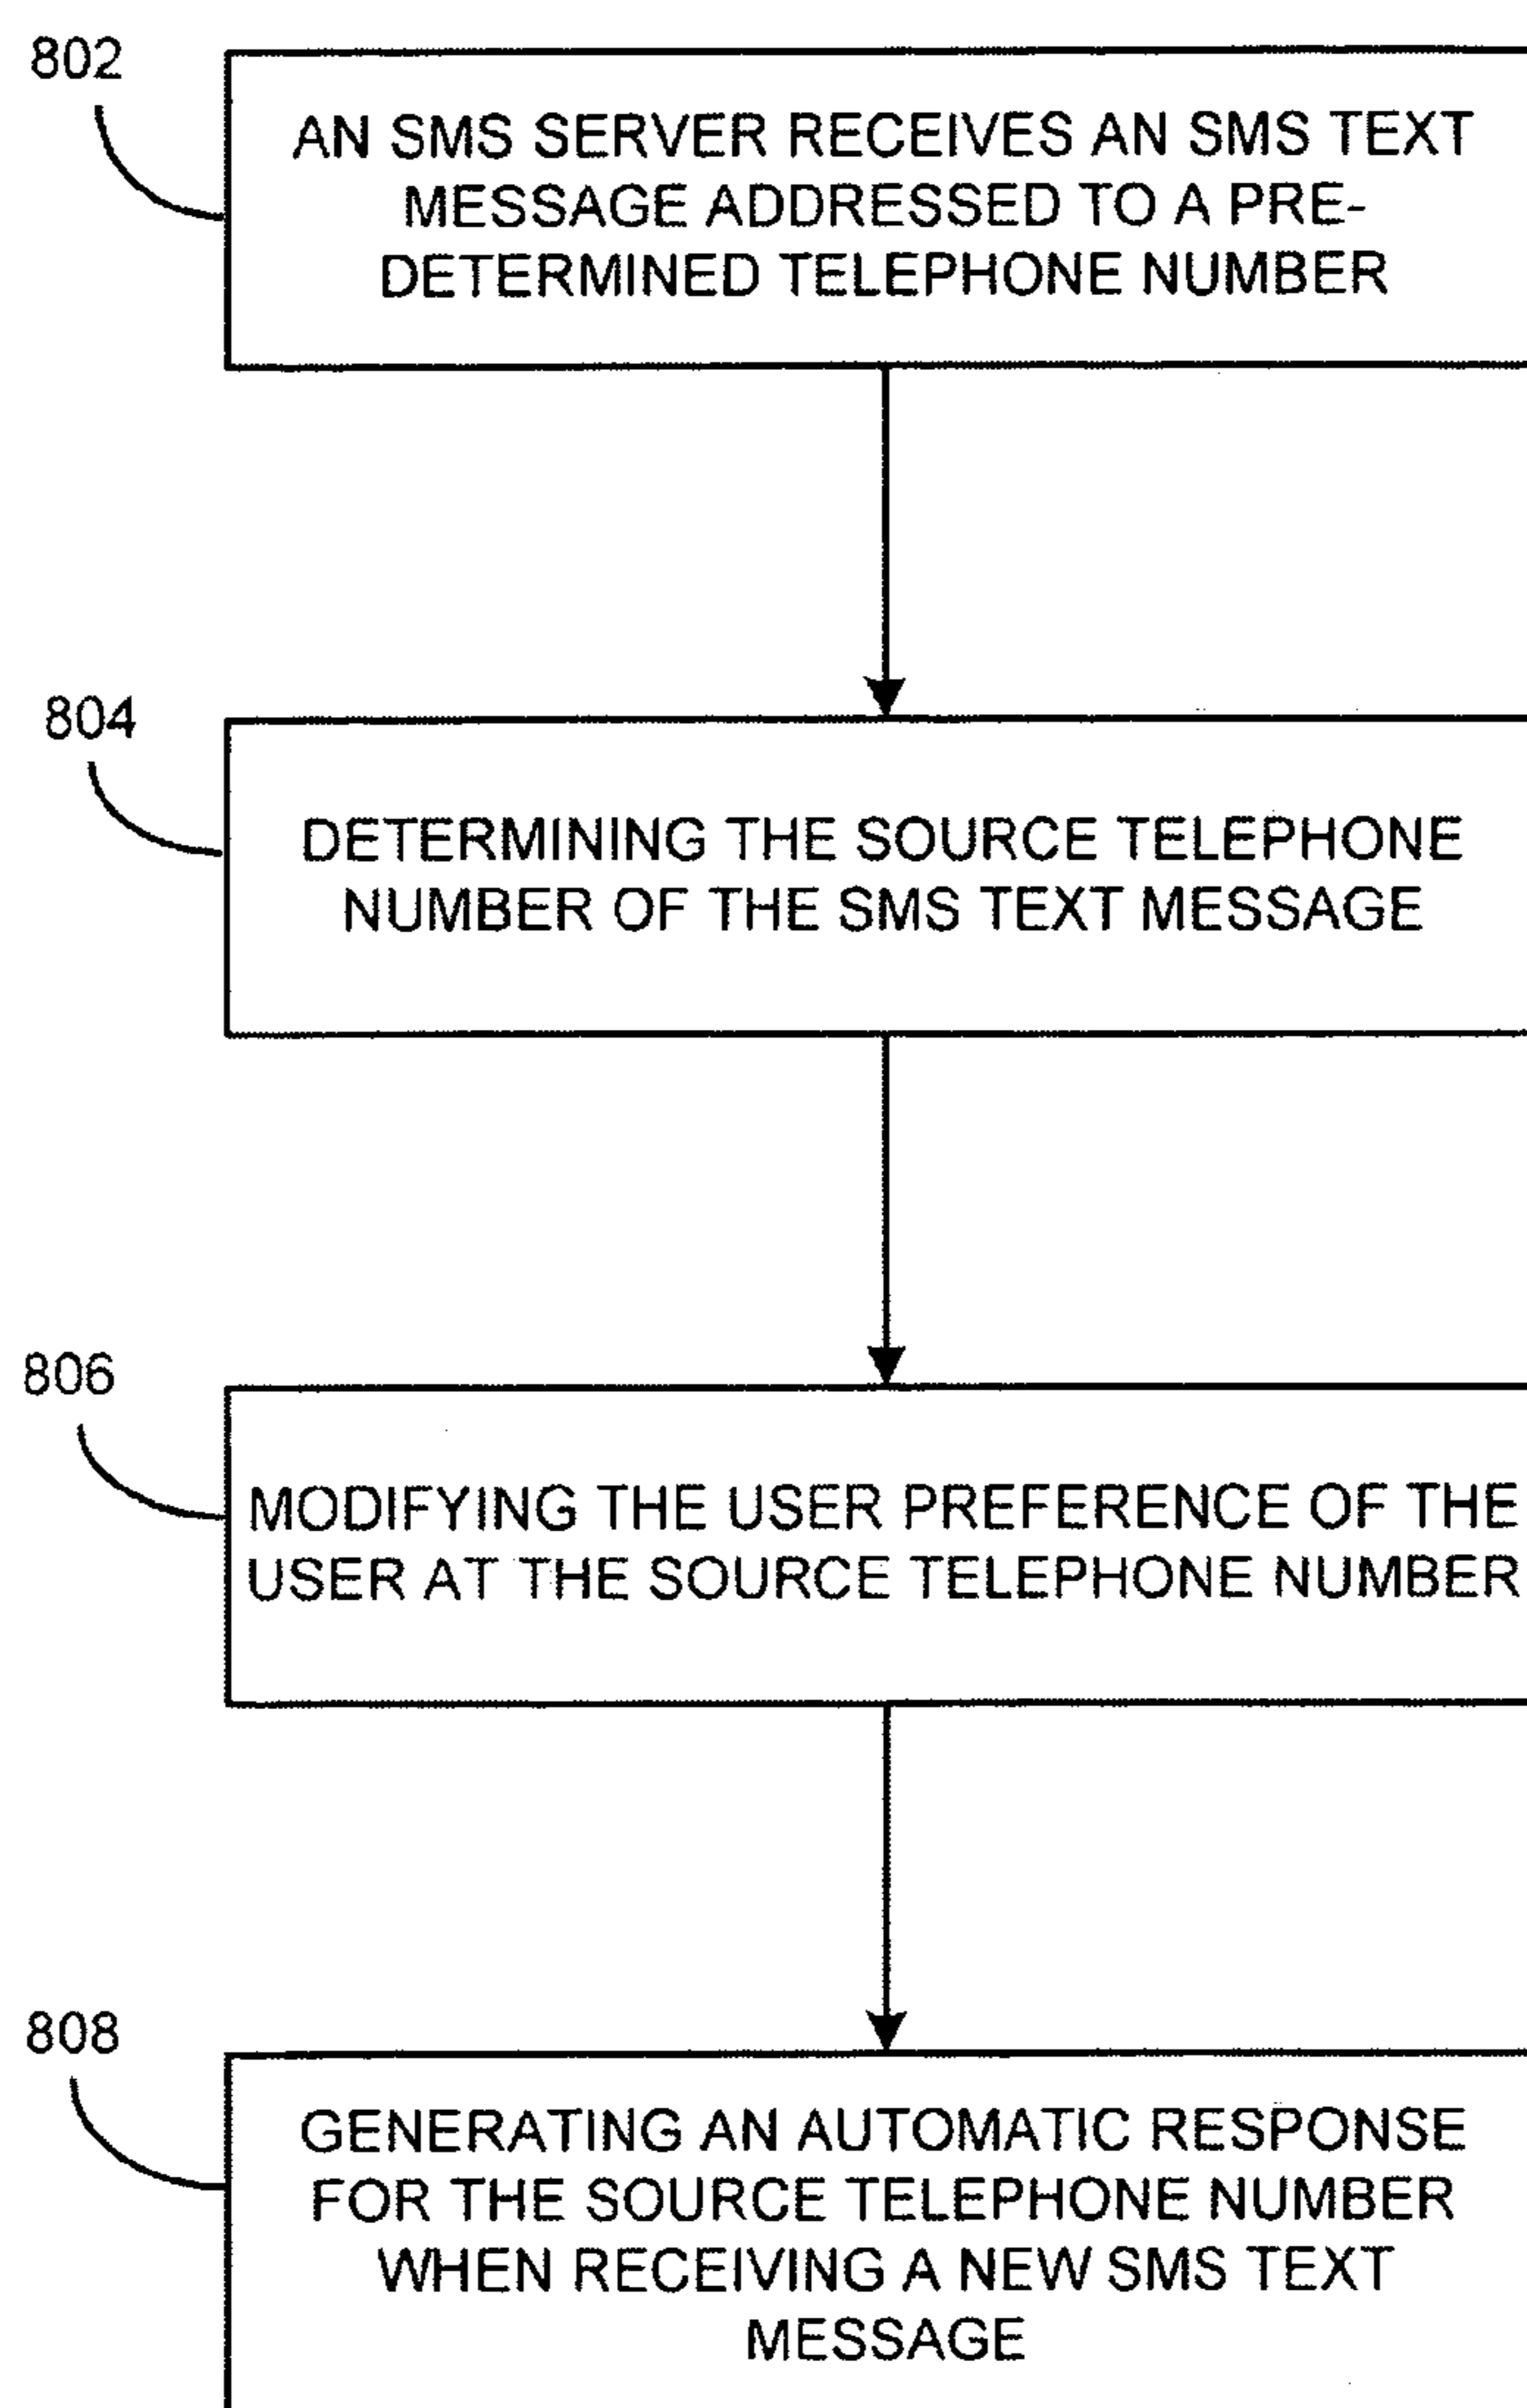 802
AN SMS SERVER RECEIVES AN SMS TEXT
MESSAGE ADDRESSED TO A PRE-
DETERMINED TELEPHONE NUMBER
804
DETERMINING THE SOURCE TELEPHONE
NUMBER OF THE SMS TEXT MESSAGE
806
MODIFYING THE USER PREFERENCE OF THE
USER AT THE SOURCE TELEPHONE NUMBER
808
GENERATING AN AUTOMATIC RESPONSE
FOR THE SOURCE TELEPHONE NUMBER
WHEN RECEIVING A NEW SMS TEXT
MESSAGE